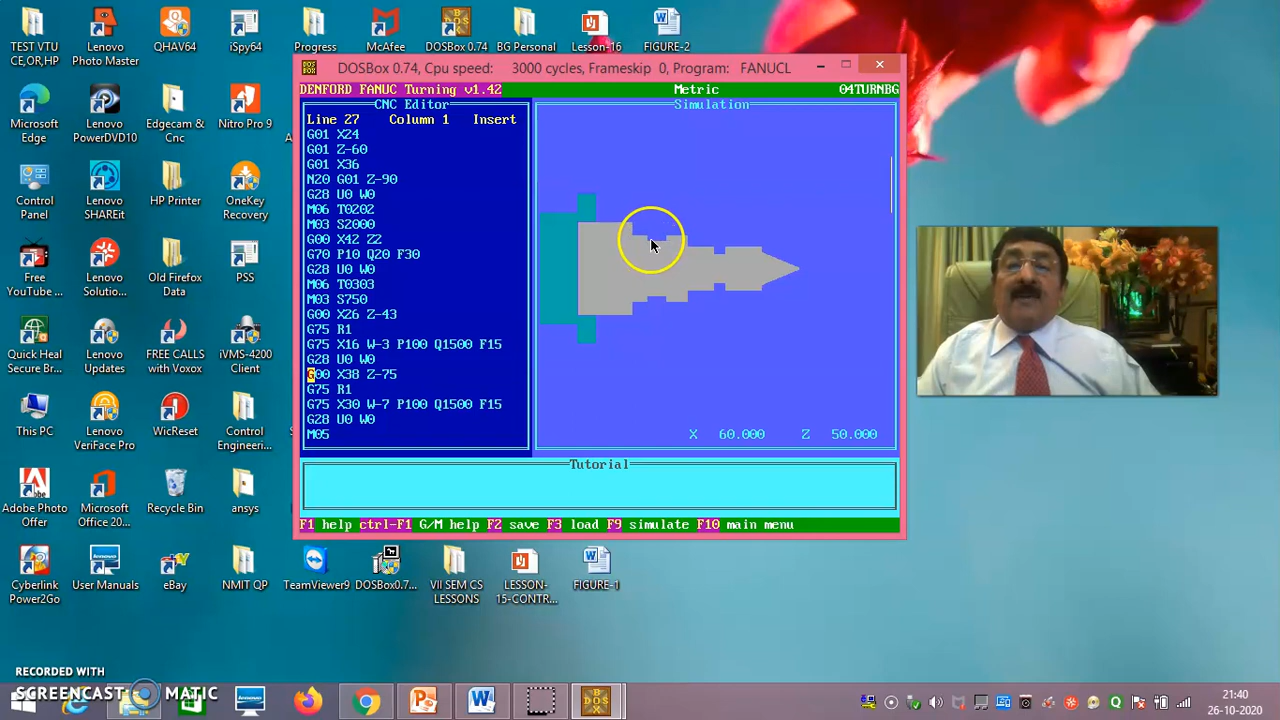 TEST VTU
CE,OR,HP
Lenovo
Photo Master
QHAV64
iSpy64
Progress
McAfee
DOSBox 0.74
BG Personal
Lesson-16
FIGURE-2
DOSBox 0.74, Cpu speed: 3000 cycles, Frameskip 0, Program: FANUCL
DENFORD FANUC Turning v1.42
Metric
04TURNBG
CNC Editor
Simulation
Line 27 Column 1 Insert
G01 X24
G01 Z-60
G01 X36
N20 G01 Z-90
G28 U0 W0
M06 T0202
M03 S2000
G00 X42 Z2
G70 P10 Q20 F30
G28 U0 W0
M06 T0303
M03 S750
G00 X26 Z-43
G75 R1
G75 X16 W-3 P100 Q1500 F15
G28 U0 W0
G00 X38 Z-75
G75 R1
G75 X30 W-7 P100 Q1500 F15
G28 U0 W0
M05
X 60.000 Z 50.000
Tutorial
F1 help ctrl-F1 G/M help F2 save F3 load F9 simulate F10 main menu
Microsoft
Edge
Lenovo
PowerDVD10
Edgecam &
Cnc
Nitro Pro 9
Control
Panel
Lenovo
SHAREit
HP Printer
OneKey
Recovery
Free
YouTube ...
Lenovo
Solutio...
Old Firefox
Data
PSS
Quick Heal
Secure Br...
Lenovo
Updates
FREE CALLS
with Voxox
iVMS-4200
Client
This PC
Lenovo
VeriFace Pro
WicReset
Control
Engineeri...
Adobe Photo
Offer
Microsoft
Office 20...
Recycle Bin
ansys
Cyberlink
Power2Go
User Manuals
eBay
NMIT QP
TeamViewer9
DOSBox0.7...
VII SEM CS
LESSONS
LESSON-
15-CONTR...
FIGURE-1
RECORDED WITH
SCREENCAST MATIC
21:40
26-10-2020